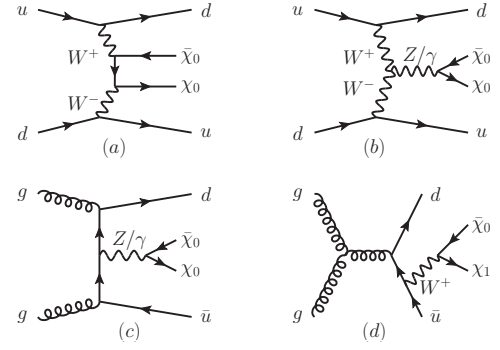 u d
W⁺ χ̄₀
χ₀
W⁻
d u
(a)
u d
W⁺ Z/γ χ̄₀
W⁻ χ₀
d u
(b)
g d
Z/γ χ̄₀
χ₀
g ū
(c)
g d
χ̄₀
χ₁
W⁺
g ū
(d)